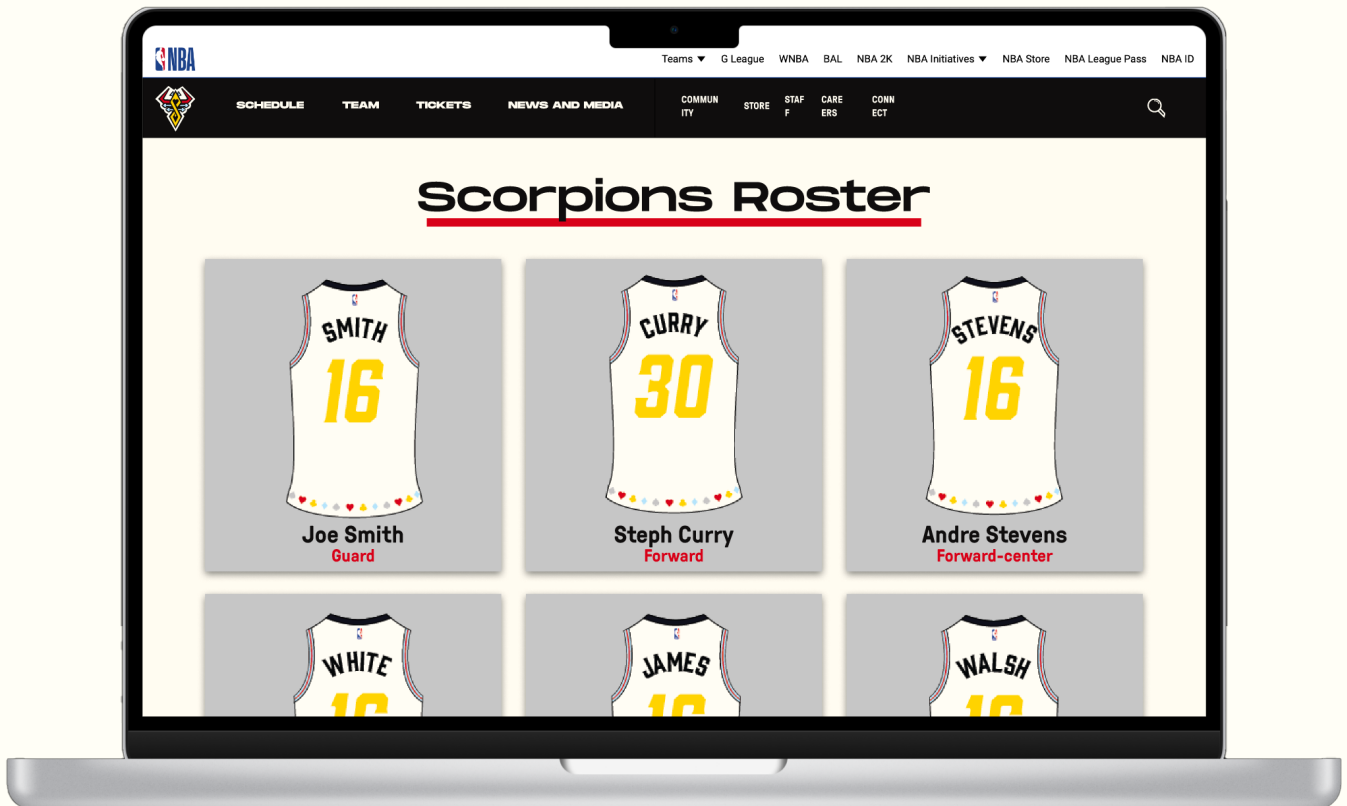 NBA
Teams G League WNBA BAL NBA 2K NBA Initiatives NBA Store NBA League Pass NBA ID
SCHEDULE TEAM TICKETS NEWS AND MEDIA
COMMUN
ITY
STORE
STAF
F
CARE
ERS
CONN
ECT
Scorpions Roster
SMITH
16
Joe Smith
Guard
CURRY
30
Steph Curry
Forward
STEVENS
16
Andre Stevens
Forward-center
WHITE
JAMES
WALSH